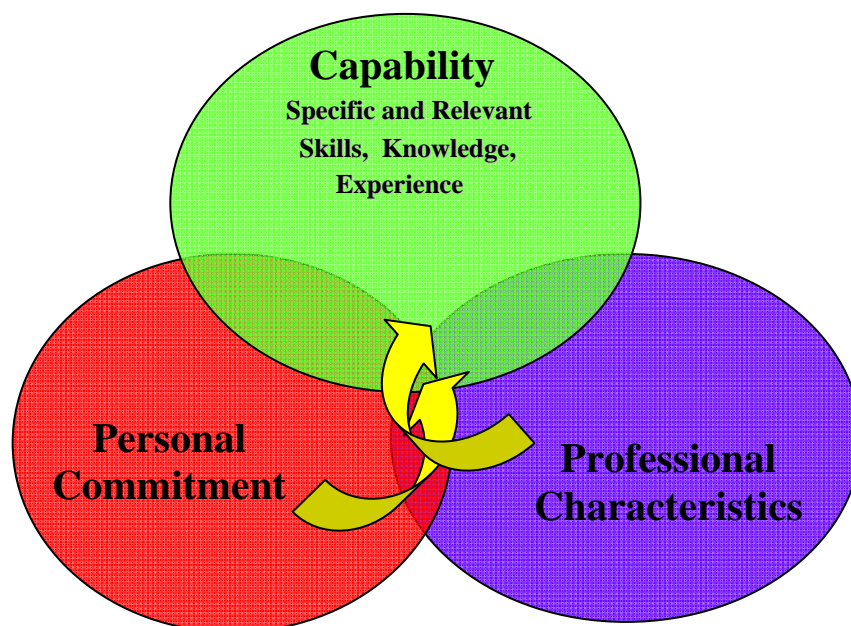 Capability
Specific and Relevant
Skills, Knowledge,
Experience
Personal
Commitment
Professional
Characteristics